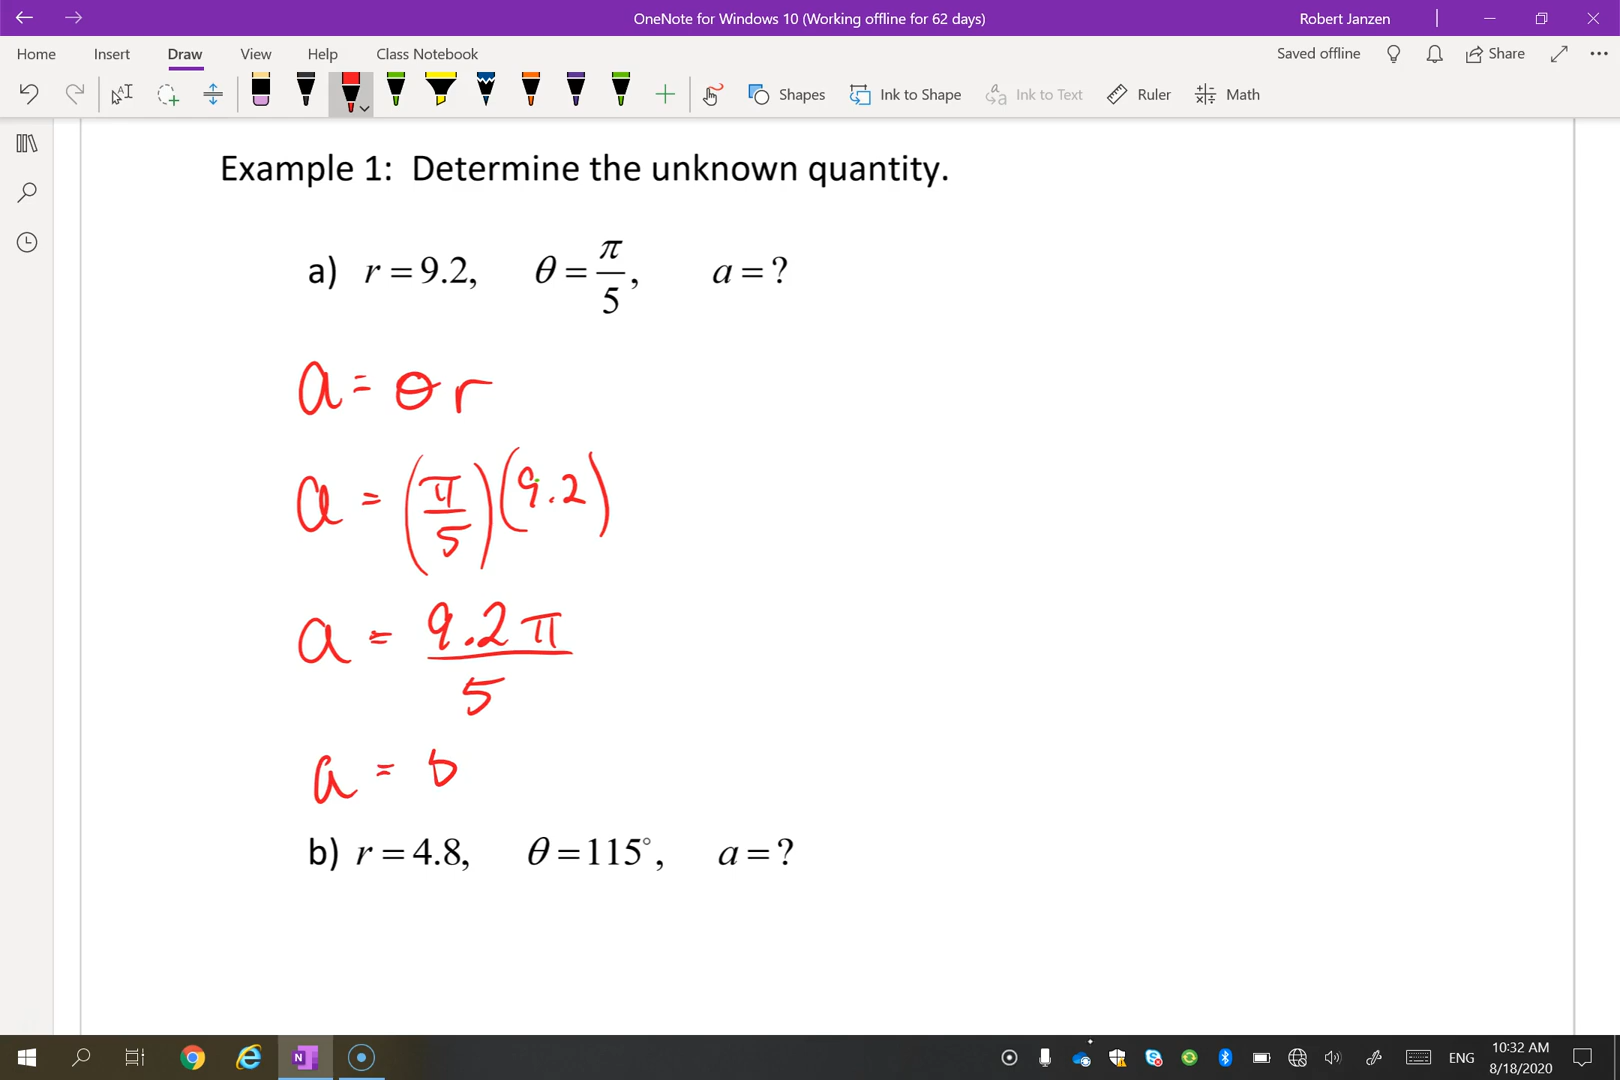 OneNote for Windows 10 (Working offline for 62 days)
Robert Janzen
Home Insert Draw View Help Class Notebook
Saved offline
Share
Shapes Ink to Shape Ink to Text Ruler Math
Example 1: Determine the unknown quantity.
a) r = 9.2, θ = π/5, a = ?
a = θ r
a = (π/5)(9.2)
a = 9.2 π/5
a = 
b) r = 4.8, θ = 115°, a = ?
ENG
10:32 AM
8/18/2020